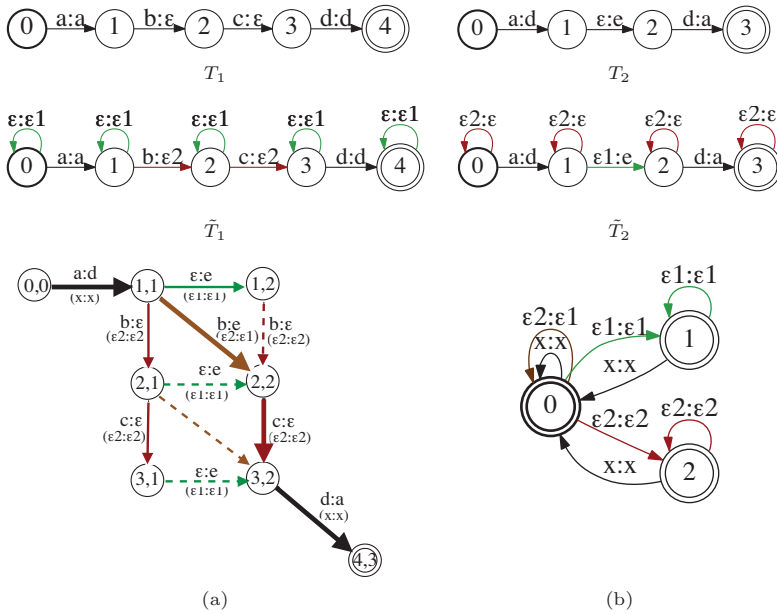 a:a b:ε c:ε d:d
0 1 2 3 4
T1
a:d ε:e d:a
0 1 2 3
T2
ε:ε1 ε:ε1 ε:ε1 ε:ε1 ε:ε1
a:a b:ε2 c:ε2 d:d
0 1 2 3 4
T̃1
ε2:ε ε2:ε ε2:ε ε2:ε
a:d ε1:e d:a
0 1 2 3
T̃2
a:d ε:e
0,0 1,1 1,2
(x:x) (ε1:ε1)
b:ε b:e b:ε
(ε2:ε2 (ε2:ε1) (ε2:ε2)
ε:e
2,1 2,2
(ε1:ε1)
c:ε c:ε
(ε2:ε2) (ε2:ε2)
ε:e
3,1 3,2
(ε1:ε1)
d:a
(x:x)
4,3
(a)
ε1:ε1
ε2:ε1
ε1:ε1
x:x
1
x:x
0
ε2:ε2 ε2:ε2
x:x
2
(b)